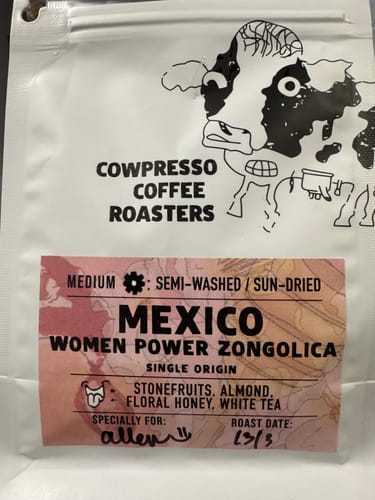 COWPRESSO
COFFEE
ROASTERS
MEDIUM : SEMI-WASHED / SUN-DRIED
MEXICO
WOMEN POWER ZONGOLICA
SINGLE ORIGIN
: STONEFRUITS, ALMOND,
FLORAL HONEY, WHITE TEA
SPECIALLY FOR: ROAST DATE:
allen 13/3